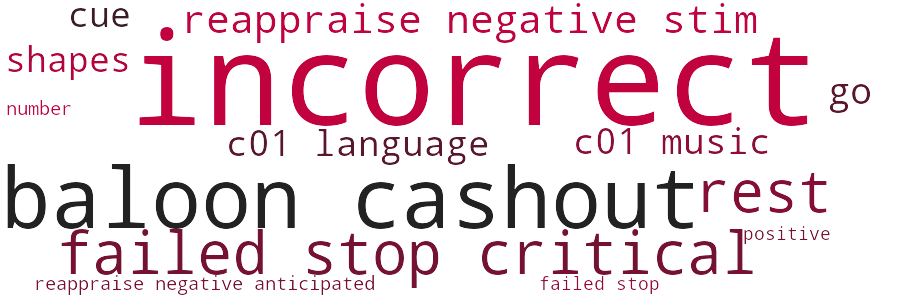 cue reappraise negative stim
shapes incorrect go
number
c01 language c01 music
baloon cashout rest
failed stop critical positive
reappraise negative anticipated failed stop